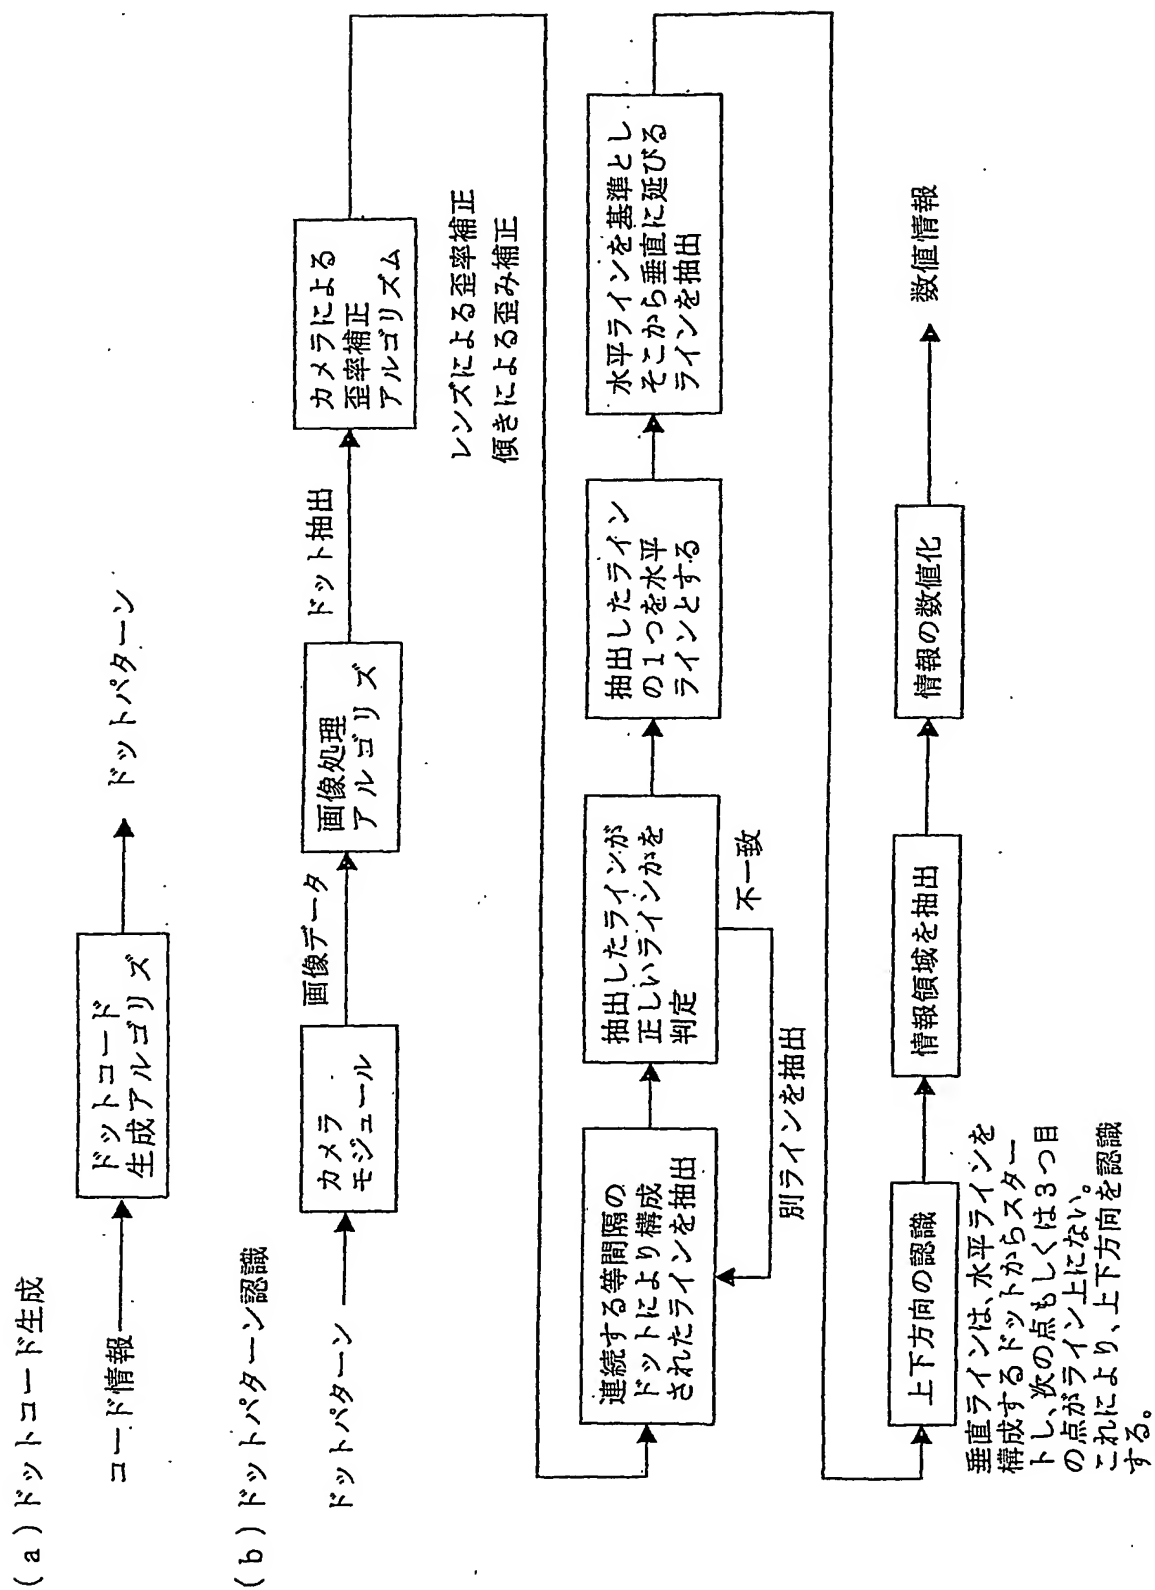 (a)ドットコード生成
コード情報
ドットコード
生成アルゴリズ
ドットパターン
(b)ドットパターン認識
ドットパターン
カメラ
モジュール
画像データ
画像処理
アルゴリズ
ドット抽出
カメラによる
歪率補正
アルゴリズム
レンズによる歪率補正
傾きによる歪み補正
連続する等間隔の
ドットにより構成
されたラインを抽出
抽出したラインが
正しいラインかを
判定
不一致
別ラインを抽出
抽出したライン
の1つを水平
ラインとする
水平ラインを基準とし
そこから垂直に延びる
ラインを抽出
上下方向の認識
垂直ラインは、水平ラインを
構成するドットからスター
トし、次の点もしくは3つ目
の点がライン上にない。
これにより、上下方向を認識
する。
情報領域を抽出
情報の数値化
数値情報